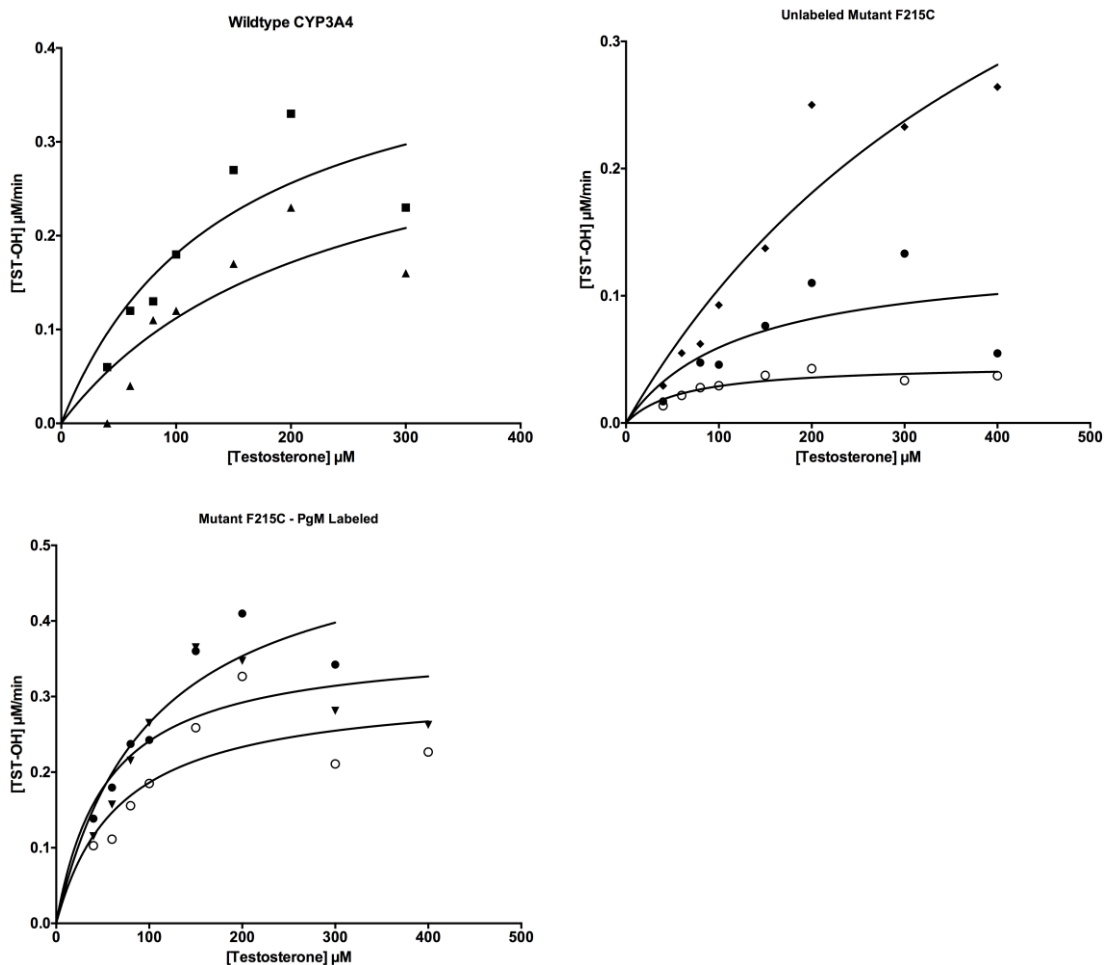 Wildtype CYP3A4
0.4
0.3
0.2
0.1
0.0
[TST-OH] µM/min
0 100 200 300 400
[Testosterone] µM
Unlabeled Mutant F215C
0.3
0.2
0.1
0.0
[TST-OH] µM/min
0 100 200 300 400 500
[Testosterone] µM
Mutant F215C - PgM Labeled
0.5
0.4
0.3
0.2
0.1
0.0
[TST-OH] µM/min
0 100 200 300 400 500
[Testosterone] µM